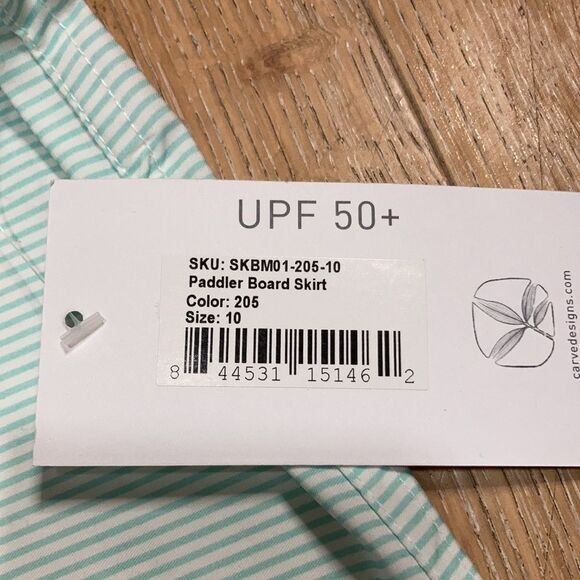 UPF 50+
SKU: SKBM01-205-10
Paddler Board Skirt
Color: 205
Size: 10
8 44531 15146 2
carvedesigns.com